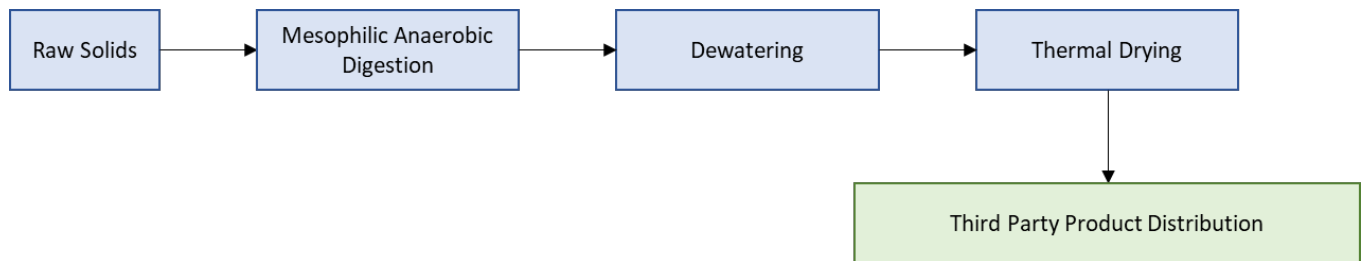 Raw Solids
Mesophilic Anaerobic
Digestion
Dewatering
Thermal Drying
Third Party Product Distribution